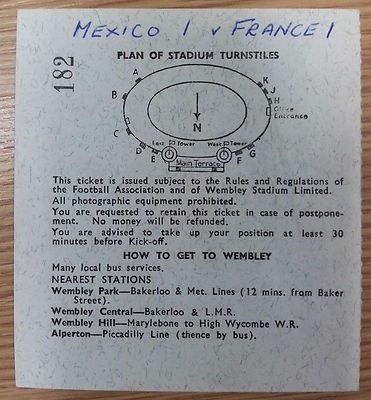 MEXICO 1 v FRANCE 1
182
PLAN OF STADIUM TURNSTILES
A
K
B
J
H
Office
Entrance
N
C
East Tower
West Tower
D
E
F
G
Main Terrace
This ticket is issued subject to the Rules and Regulations of
the Football Association and of Wembley Stadium Limited.
All photographic equipment prohibited.
You are requested to retain this ticket in case of postpone-
ment. No money will be refunded.
You are advised to take up your position at least 30
minutes before Kick-off.
HOW TO GET TO WEMBLEY
Many local bus services.
NEAREST STATIONS
Wembley Park—Bakerloo & Met. Lines (12 mins. from Baker
Street).
Wembley Central—Bakerloo & L.M.R.
Wembley Hill—Marylebone to High Wycombe W.R.
Alperton—Piccadilly Line (thence by bus).